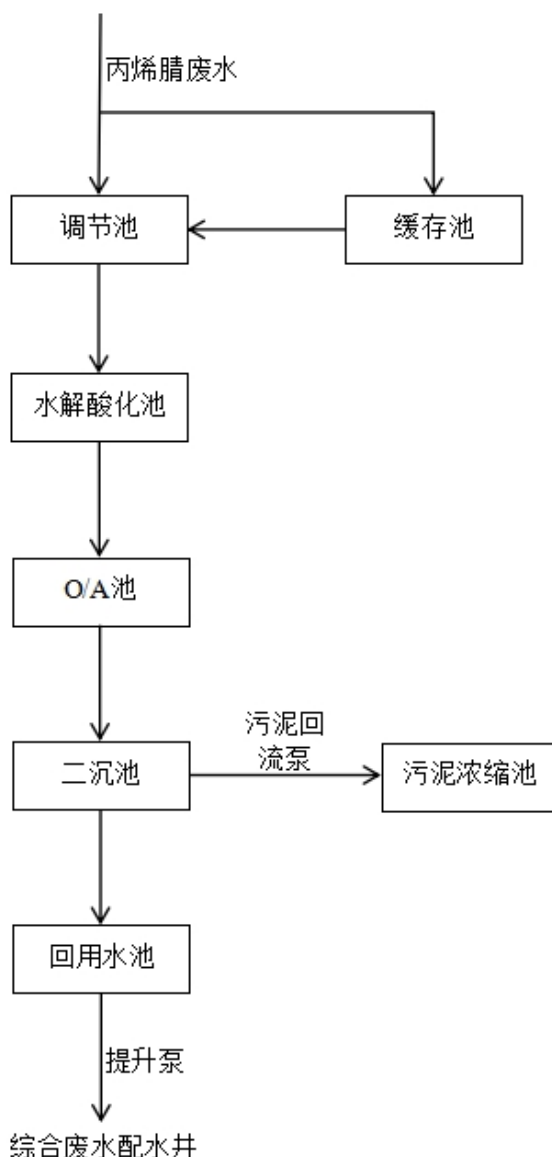 丙烯腈废水
调节池
缓存池
水解酸化池
O/A池
污泥回
流泵
二沉池
污泥浓缩池
回用水池
提升泵
综合废水配水井